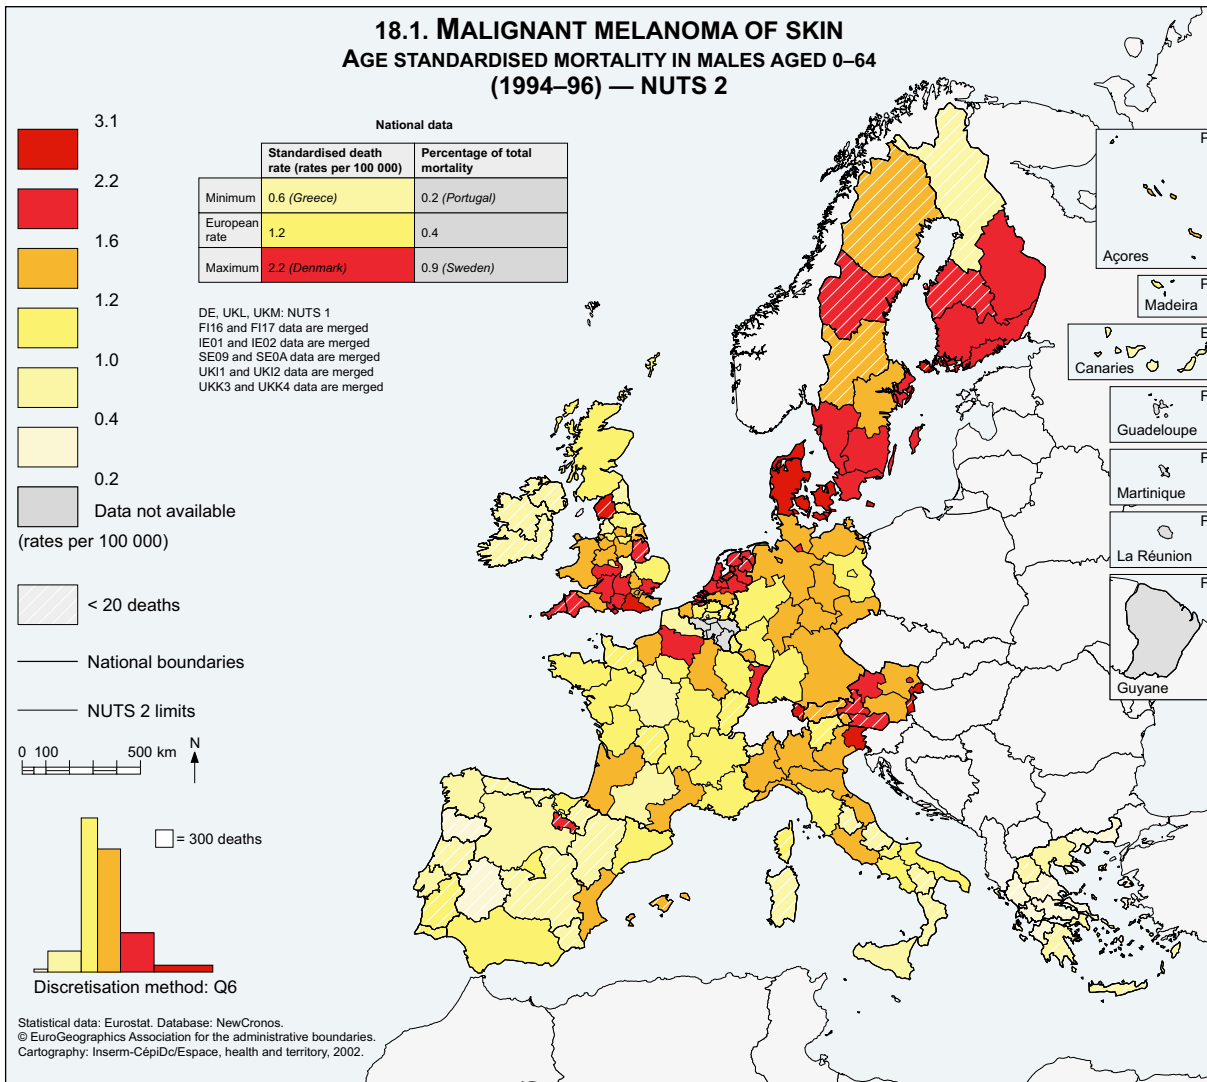 18.1. MALIGNANT MELANOMA OF SKIN
AGE STANDARDISED MORTALITY IN MALES AGED 0–64
(1994–96) — NUTS 2
3.1
2.2
1.6
1.2
1.0
0.4
0.2
Data not available
(rates per 100 000)
< 20 deaths
National boundaries
NUTS 2 limits
0 100 500 km
N
National data
Standardised death rate (rates per 100 000)
Percentage of total mortality
Minimum 0.6 (Greece) 0.2 (Portugal)
European rate 1.2 0.4
Maximum 2.2 (Denmark) 0.9 (Sweden)
DE, UKL, UKM: NUTS 1
FI16 and FI17 data are merged
IE01 and IE02 data are merged
SE09 and SE0A data are merged
UKI1 and UKI2 data are merged
UKK3 and UKK4 data are merged
P
Açores
P
Madeira
E
Canaries
F
Guadeloupe
F
Martinique
F
La Réunion
F
Guyane
= 300 deaths
Discretisation method: Q6
Statistical data: Eurostat. Database: NewCronos.
© EuroGeographics Association for the administrative boundaries.
Cartography: Inserm-CépiDc/Espace, health and territory, 2002.